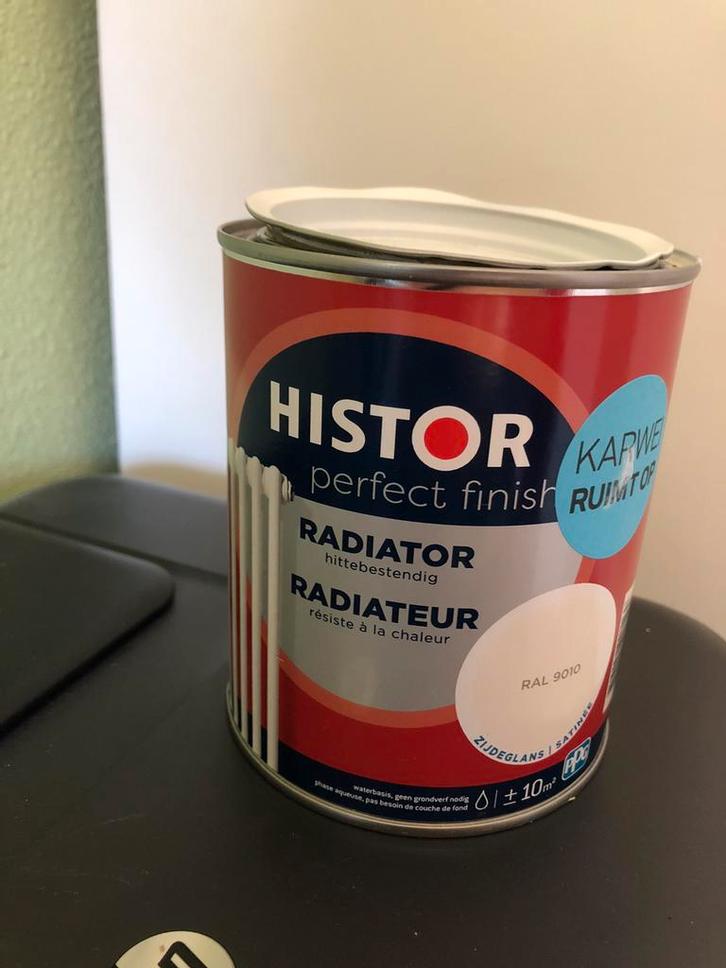 HISTOR
perfect finish
KARWEI
RUIMT OP
RADIATOR
hittebestendig
RADIATEUR
résiste à la chaleur
RAL 9010
ZIJDEGLANS | SATINÉE
PPG
waterbasis, geen grondverf nodig
phase aqueuse, pas besoin de couche de fond
± 10m²